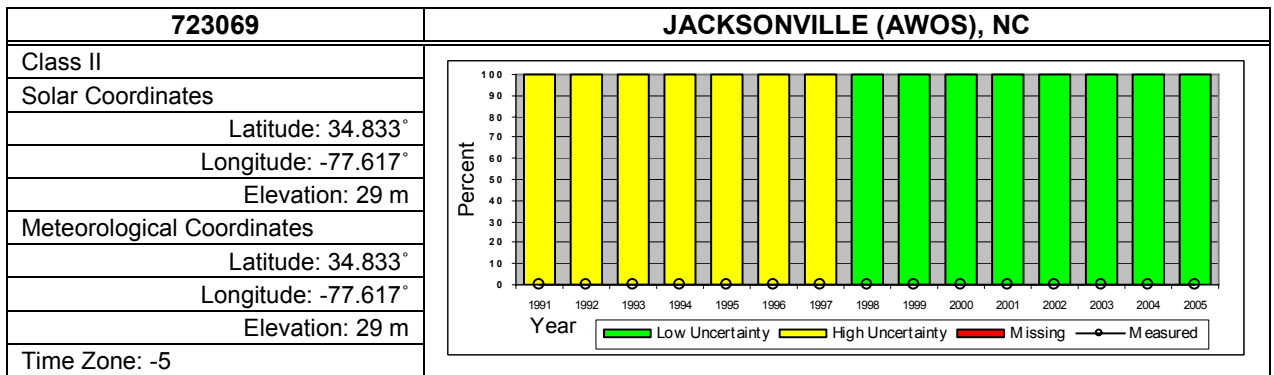 723069
JACKSONVILLE (AWOS), NC
Class II
Solar Coordinates
Latitude: 34.833˚
Longitude: -77.617˚
Elevation: 29 m
Meteorological Coordinates
Latitude: 34.833˚
Longitude: -77.617˚
Elevation: 29 m
Time Zone: -5
Percent
100
90
80
70
60
50
40
30
20
10
0
1991 1992 1993 1994 1995 1996 1997 1998 1999 2000 2001 2002 2003 2004 2005
Year
Low Uncertainty High Uncertainty Missing Measured